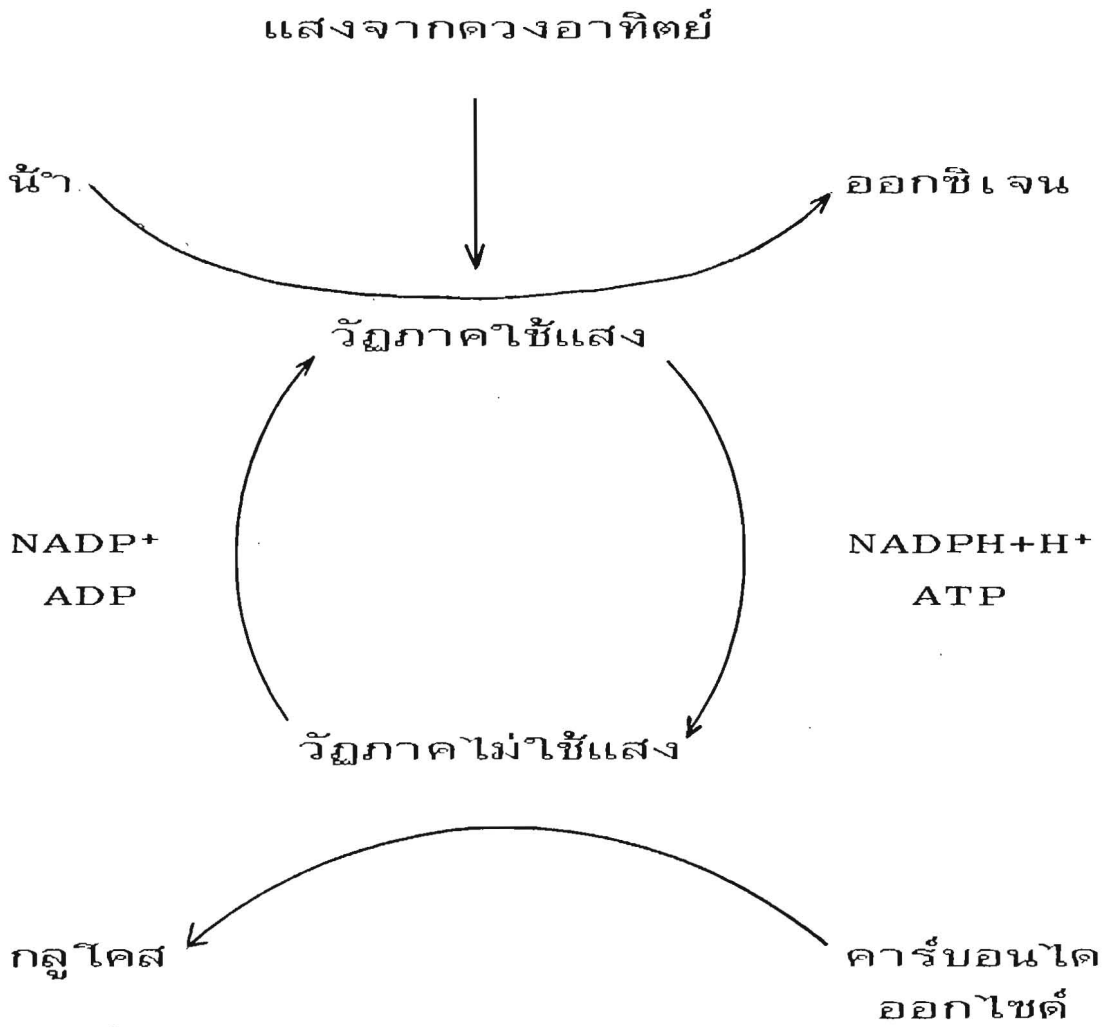 แสงจากดวงอาทิตย์
น้ำ
ออกซิเจน
วัฏภาคใช้แสง
NADP⁺
ADP
NADPH+H⁺
ATP
วัฏภาคไม่ใช้แสง
กลูโคส
คาร์บอนได
ออกไซด์